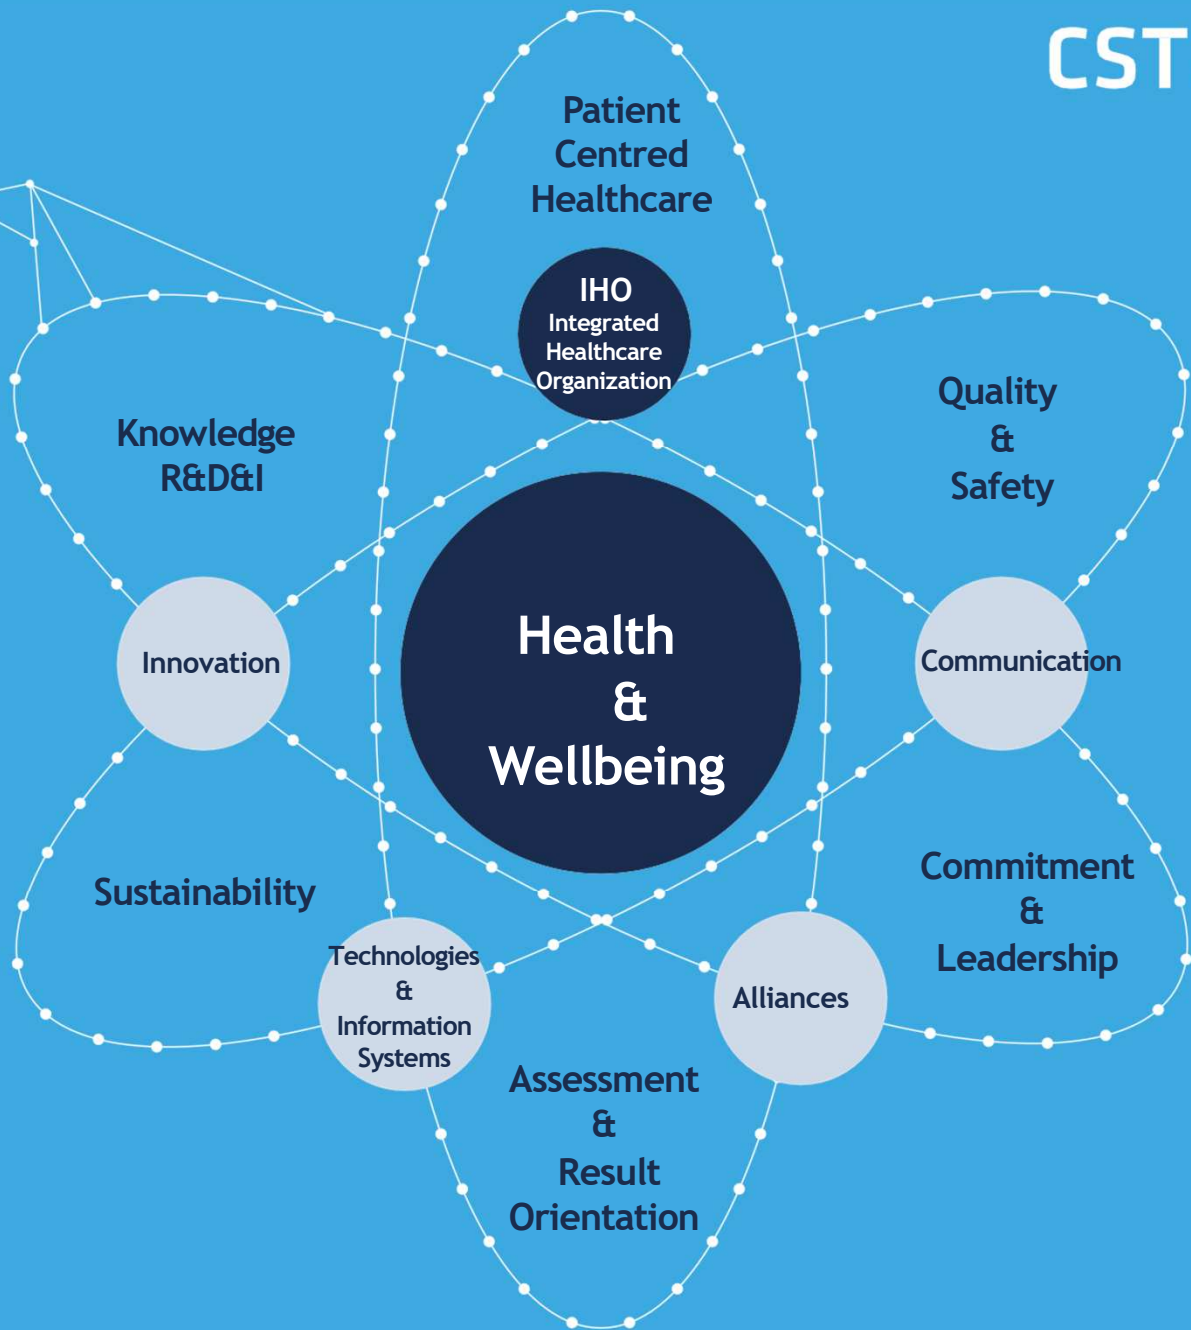 CST
Patient
Centred
Healthcare
IHO
Integrated
Healthcare
Organization
Quality
&
Safety
Knowledge
R&D&I
Health
&
Wellbeing
Innovation
Communication
Sustainability
Commitment
&
Leadership
Technologies
&
Information
Systems
Alliances
Assessment
&
Result
Orientation